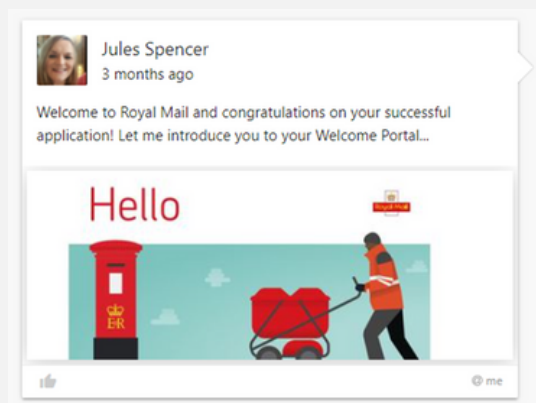 Jules Spencer
3 months ago
Welcome to Royal Mail and congratulations on your successful
application! Let me introduce you to your Welcome Portal...
Hello
Royal Mail
E R
@ me